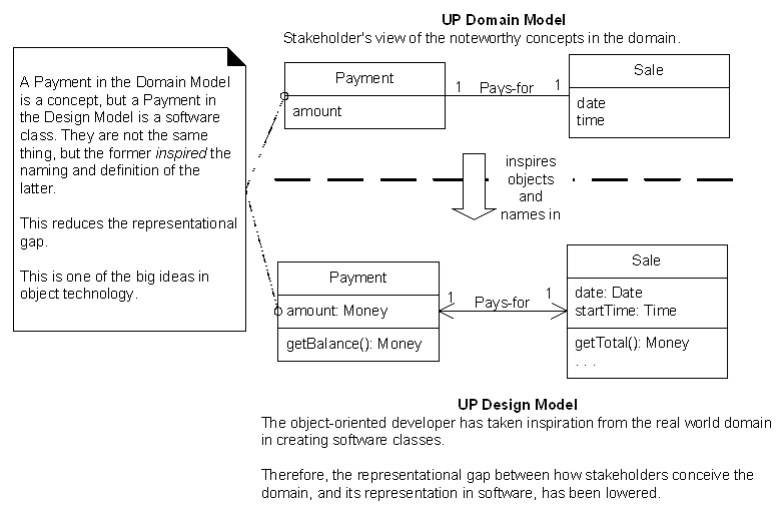 UP Domain Model
Stakeholder's view of the noteworthy concepts in the domain.
A Payment in the Domain Model
is a concept, but a Payment in
the Design Model is a software
class. They are not the same
thing, but the former inspired the
naming and definition of the
latter.
This reduces the representational
gap.
This is one of the big ideas in
object technology.
Payment
amount
1 Pays-for 1
Sale
date
time
inspires
objects
and
names in
Payment
amount: Money
getBalance(): Money
1 Pays-for 1
Sale
date: Date
startTime: Time
getTotal(): Money
. . .
UP Design Model
The object-oriented developer has taken inspiration from the real world domain
in creating software classes.
Therefore, the representational gap between how stakeholders conceive the
domain, and its representation in software, has been lowered.